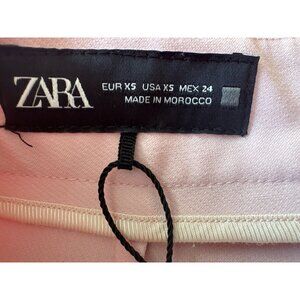 ZARA
EUR XS USA XS MEX 24
MADE IN MOROCCO